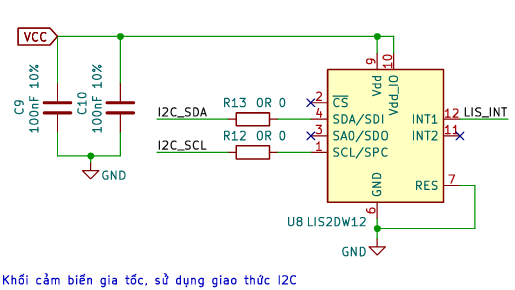 VCC
C9
100nF 10%
C10
100nF 10%
I2C_SDA
R13 0R 0
I2C_SCL
R12 0R 0
9
10
Vdd
Vdd_IO
2
CS
4
SDA/SDI
3
SA0/SDO
1
SCL/SPC
INT1
12
LIS_INT
INT2
11
GND
RES
7
6
U8 LIS2DW12
GND
GND
Khối cảm biến gia tốc, sử dụng giao thức I2C